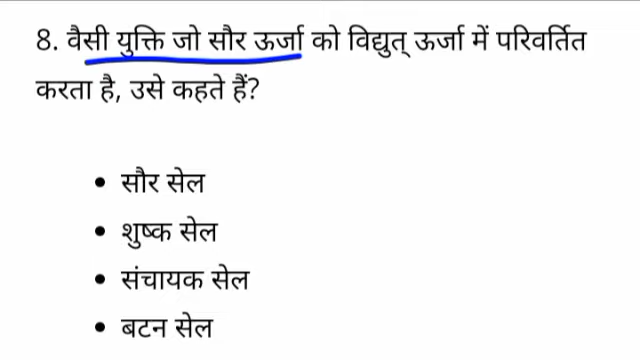 8. वैसी युक्ति जो सौर ऊर्जा को विद्युत् ऊर्जा में परिवर्तित
करता है, उसे कहते हैं?
• सौर सेल
• शुष्क सेल
• संचायक सेल
• बटन सेल